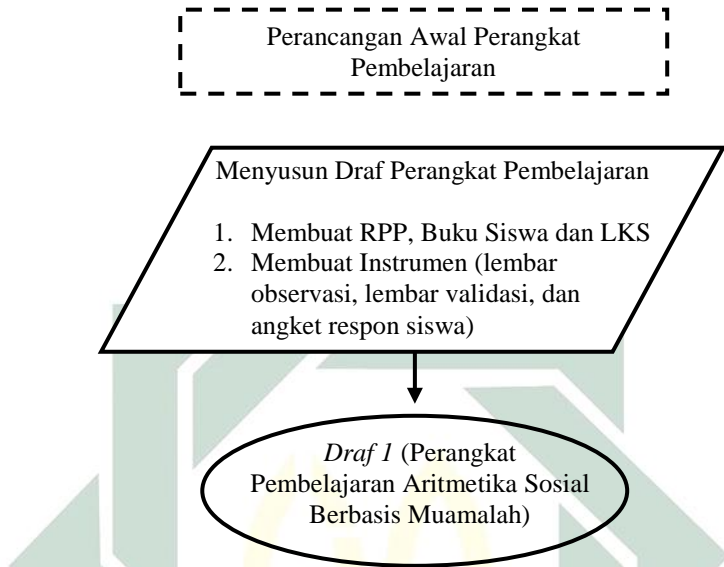 Perancangan Awal Perangkat
Pembelajaran
Menyusun Draf Perangkat Pembelajaran
1. Membuat RPP, Buku Siswa dan LKS
2. Membuat Instrumen (lembar
observasi, lembar validasi, dan
angket respon siswa)
Draf 1 (Perangkat
Pembelajaran Aritmetika Sosial
Berbasis Muamalah)